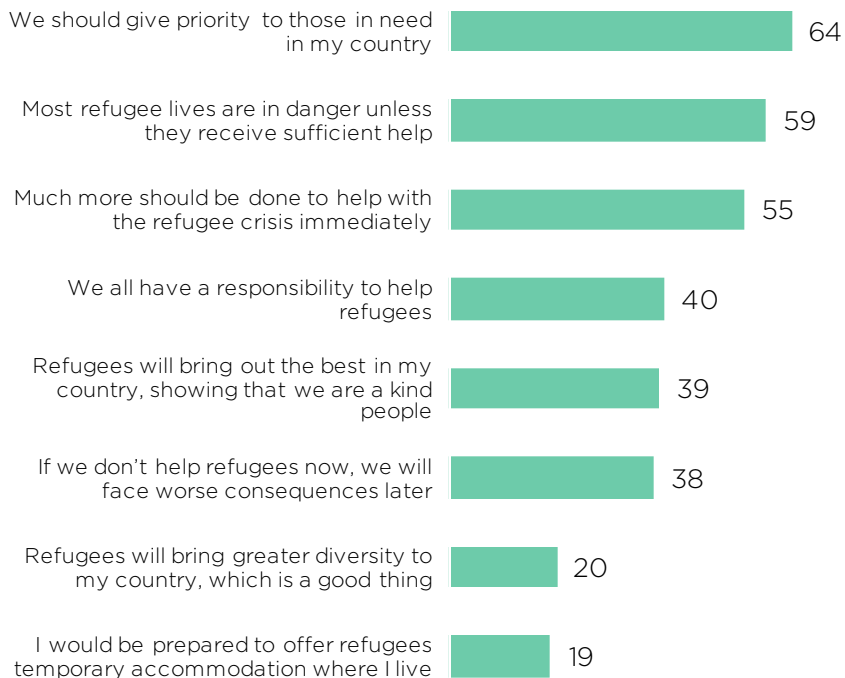 We should give priority to those in need
in my country
64
Most refugee lives are in danger unless
they receive sufficient help
59
Much more should be done to help with
the refugee crisis immediately
55
We all have a responsibility to help
refugees
40
Refugees will bring out the best in my
country, showing that we are a kind
people
39
If we don’t help refugees now, we will
face worse consequences later
38
Refugees will bring greater diversity to
my country, which is a good thing
20
I would be prepared to offer refugees
temporary accommodation where I live
19